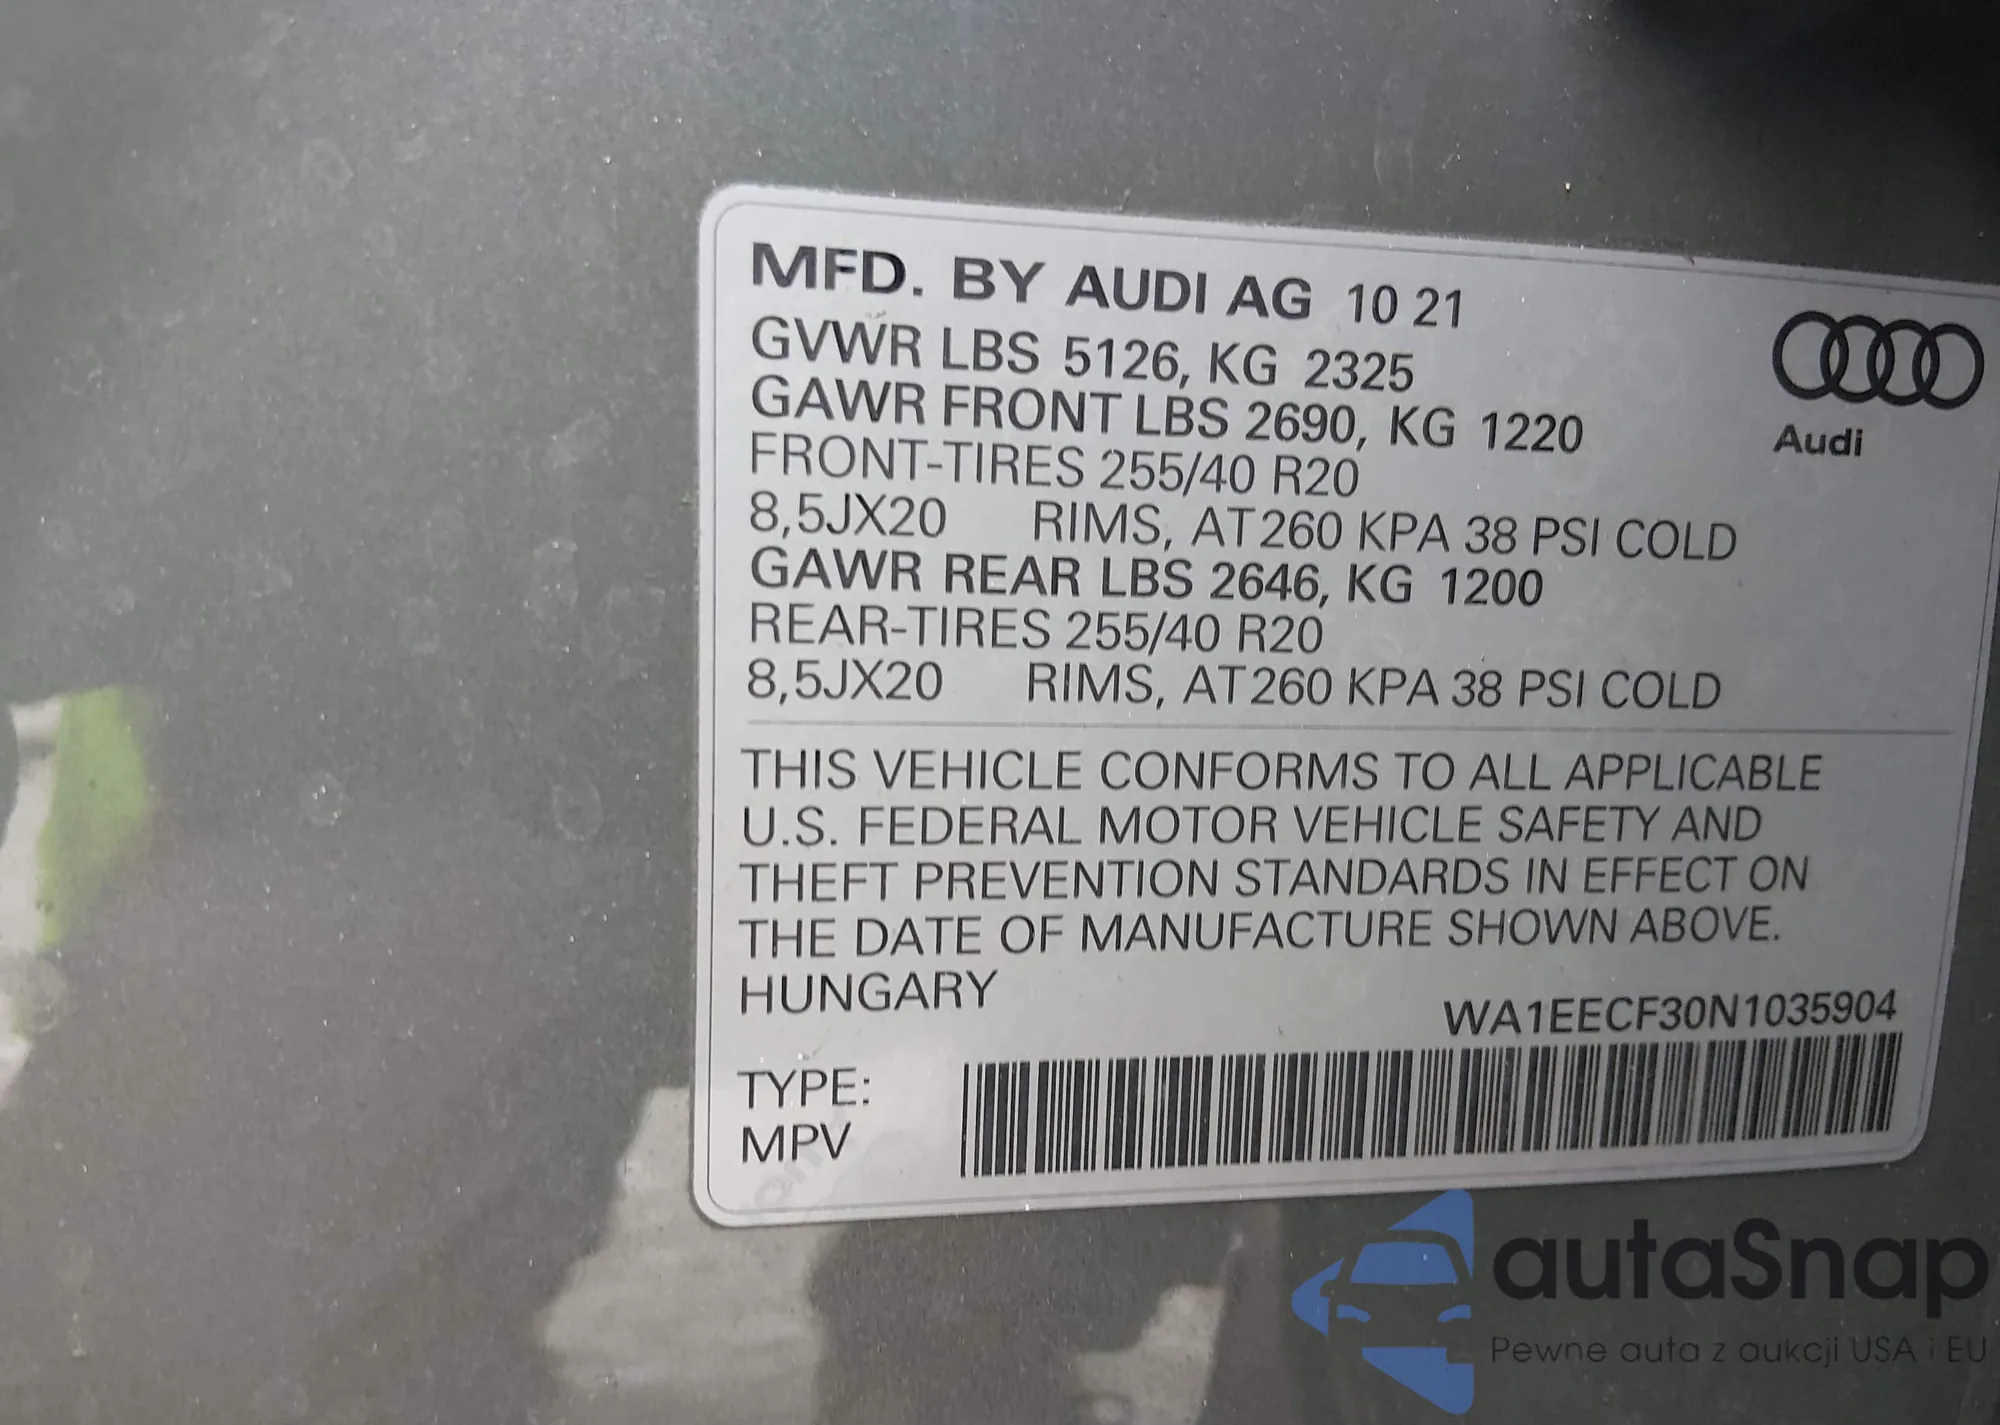 MFD. BY AUDI AG 10 21
GVWR LBS 5126, KG 2325
GAWR FRONT LBS 2690, KG 1220
FRONT-TIRES 255/40 R20
8,5JX20 RIMS, AT 260 KPA 38 PSI COLD
GAWR REAR LBS 2646, KG 1200
REAR-TIRES 255/40 R20
8,5JX20 RIMS, AT 260 KPA 38 PSI COLD
Audi
THIS VEHICLE CONFORMS TO ALL APPLICABLE
U.S. FEDERAL MOTOR VEHICLE SAFETY AND
THEFT PREVENTION STANDARDS IN EFFECT ON
THE DATE OF MANUFACTURE SHOWN ABOVE.
HUNGARY
WA1EECF30N1035904
TYPE:
MPV
autaSnap
Pewne auta z aukcji USA i EU